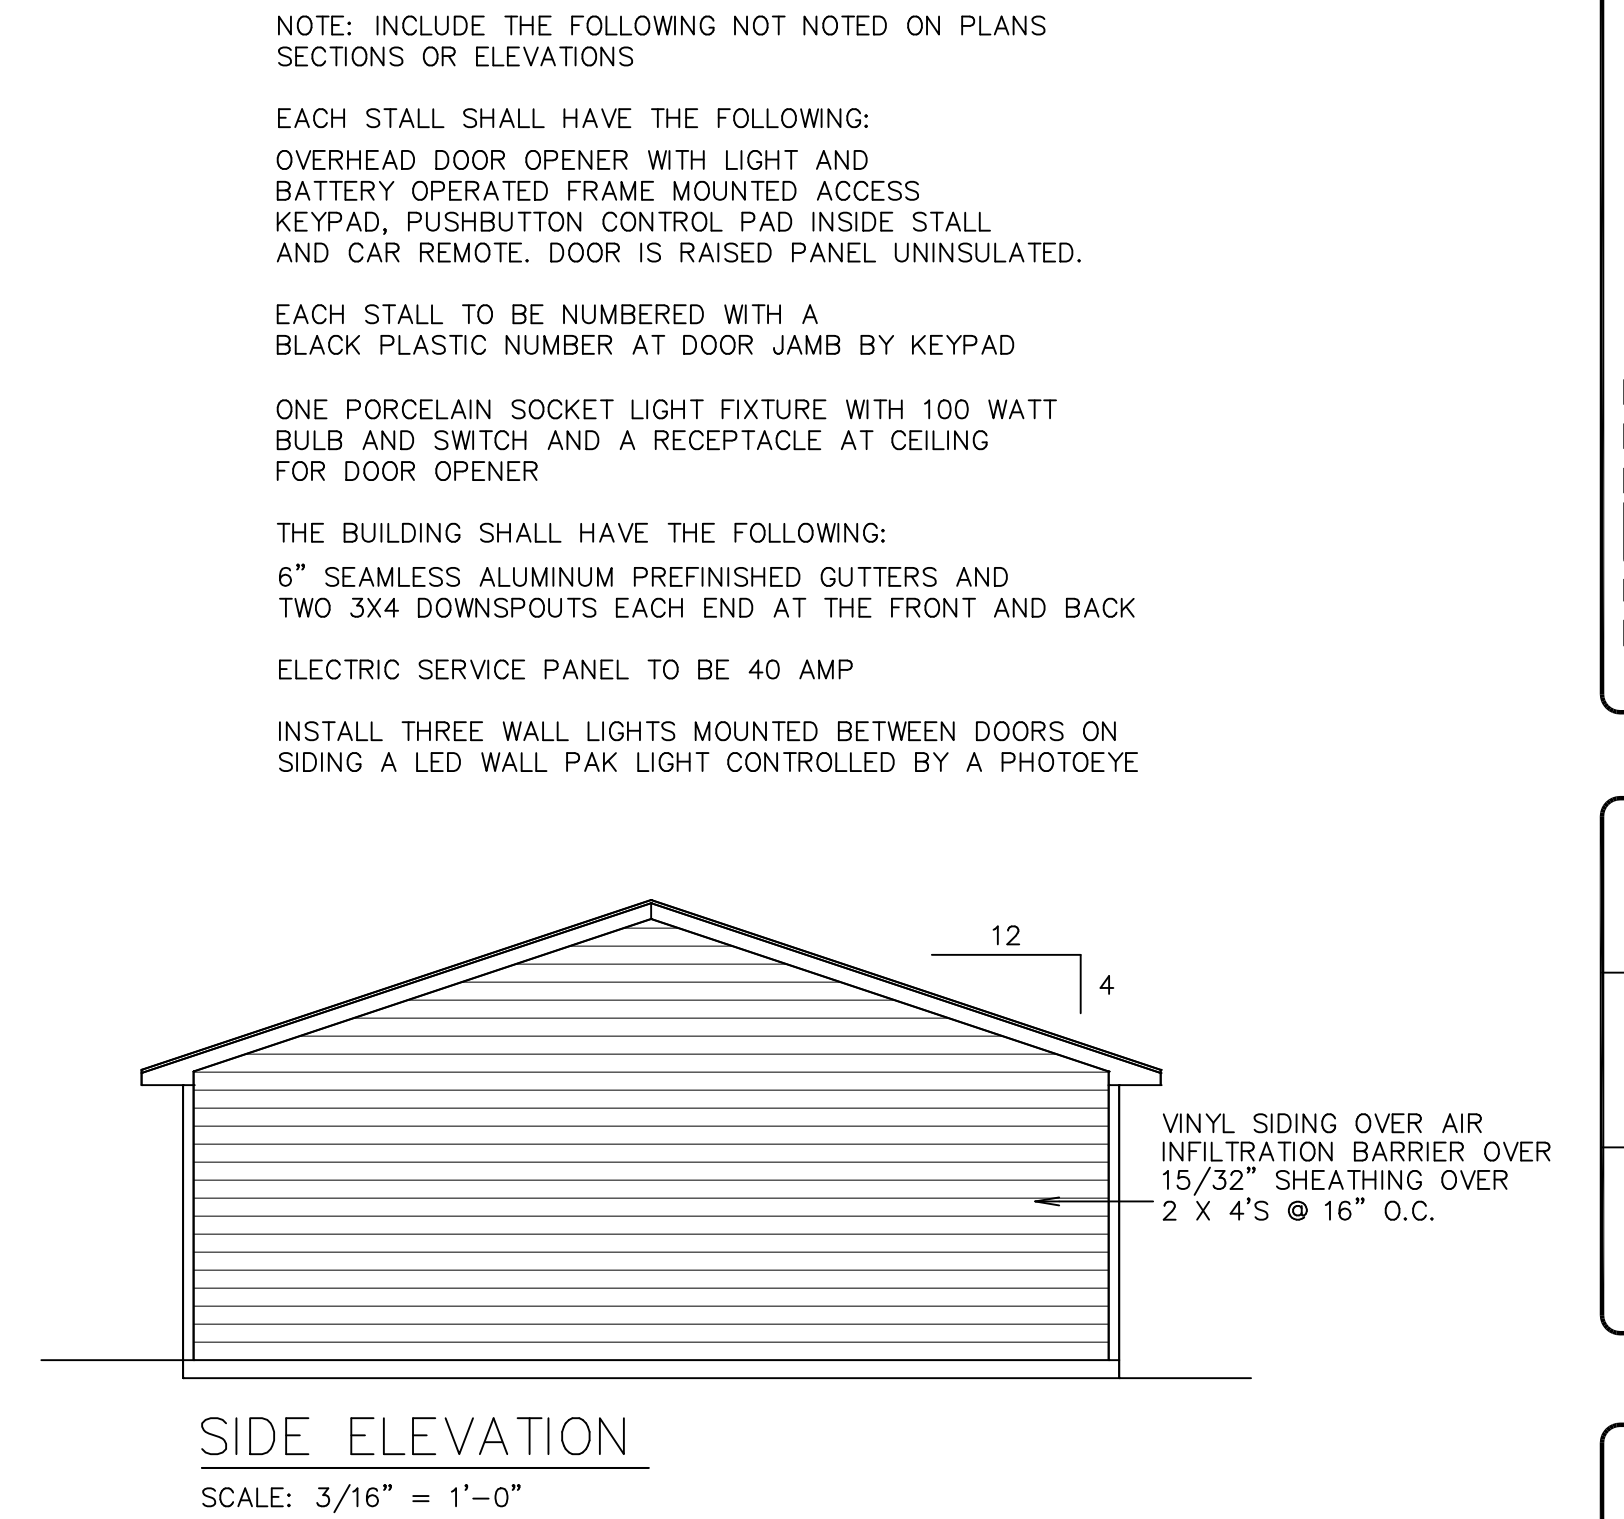 NOTE: INCLUDE THE FOLLOWING NOT NOTED ON PLANS
SECTIONS OR ELEVATIONS
EACH STALL SHALL HAVE THE FOLLOWING:
OVERHEAD DOOR OPENER WITH LIGHT AND
BATTERY OPERATED FRAME MOUNTED ACCESS
KEYPAD, PUSHBUTTON CONTROL PAD INSIDE STALL
AND CAR REMOTE. DOOR IS RAISED PANEL UNINSULATED.
EACH STALL TO BE NUMBERED WITH A
BLACK PLASTIC NUMBER AT DOOR JAMB BY KEYPAD
ONE PORCELAIN SOCKET LIGHT FIXTURE WITH 100 WATT
BULB AND SWITCH AND A RECEPTACLE AT CEILING
FOR DOOR OPENER
THE BUILDING SHALL HAVE THE FOLLOWING:
6” SEAMLESS ALUMINUM PREFINISHED GUTTERS AND
TWO 3X4 DOWNSPOUTS EACH END AT THE FRONT AND BACK
ELECTRIC SERVICE PANEL TO BE 40 AMP
INSTALL THREE WALL LIGHTS MOUNTED BETWEEN DOORS ON
SIDING A LED WALL PAK LIGHT CONTROLLED BY A PHOTOEYE
12
4
VINYL SIDING OVER AIR
INFILTRATION BARRIER OVER
15/32” SHEATHING OVER
2 X 4'S @ 16” O.C.
SIDE ELEVATION
SCALE: 3/16” = 1'-0”